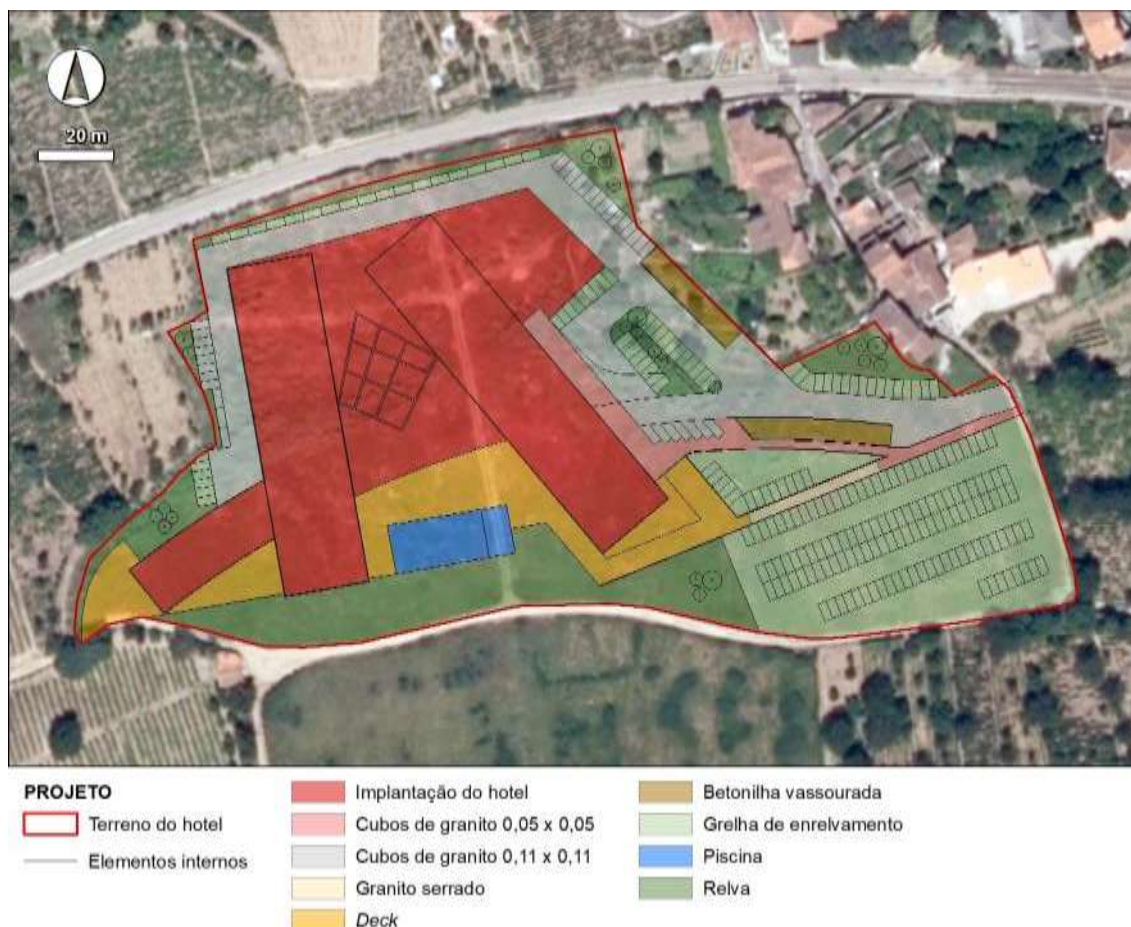 20 m
PROJETO
Terreno do hotel
Elementos internos
Implantação do hotel
Cubos de granito 0,05 x 0,05
Cubos de granito 0,11 x 0,11
Granito serrado
Deck
Betonilha vassourada
Grelha de enrelvamento
Piscina
Relva